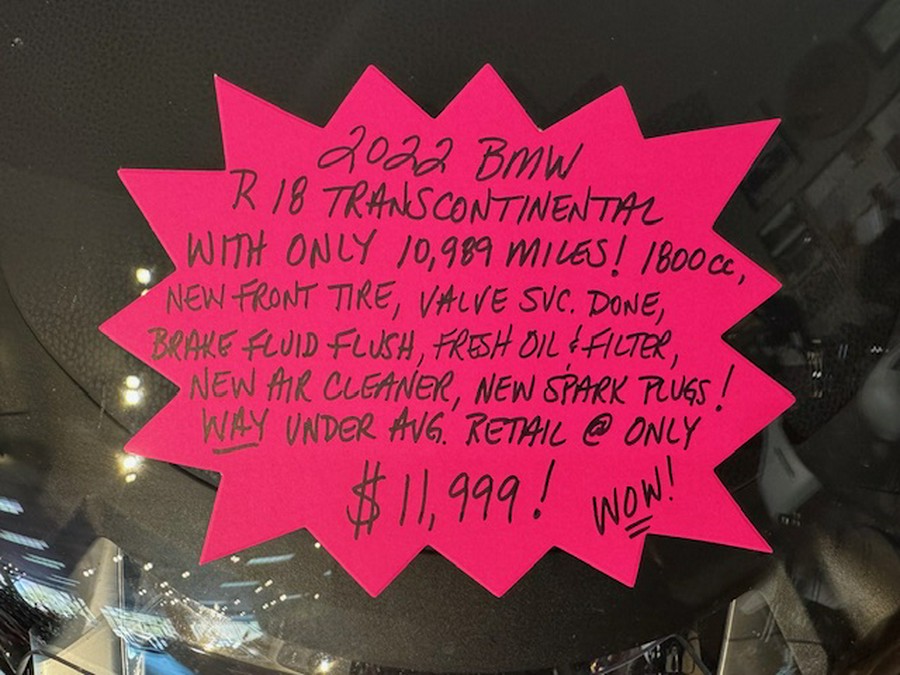 2022 BMW
R 18 TRANSCONTINENTAL
WITH ONLY 10,989 MILES! 1800cc,
NEW FRONT TIRE, VALVE SVC. DONE,
BRAKE FLUID FLUSH, FRESH OIL & FILTER,
NEW AIR CLEANER, NEW SPARK PLUGS!
WAY UNDER AVG. RETAIL @ ONLY
$11,999! WOW!